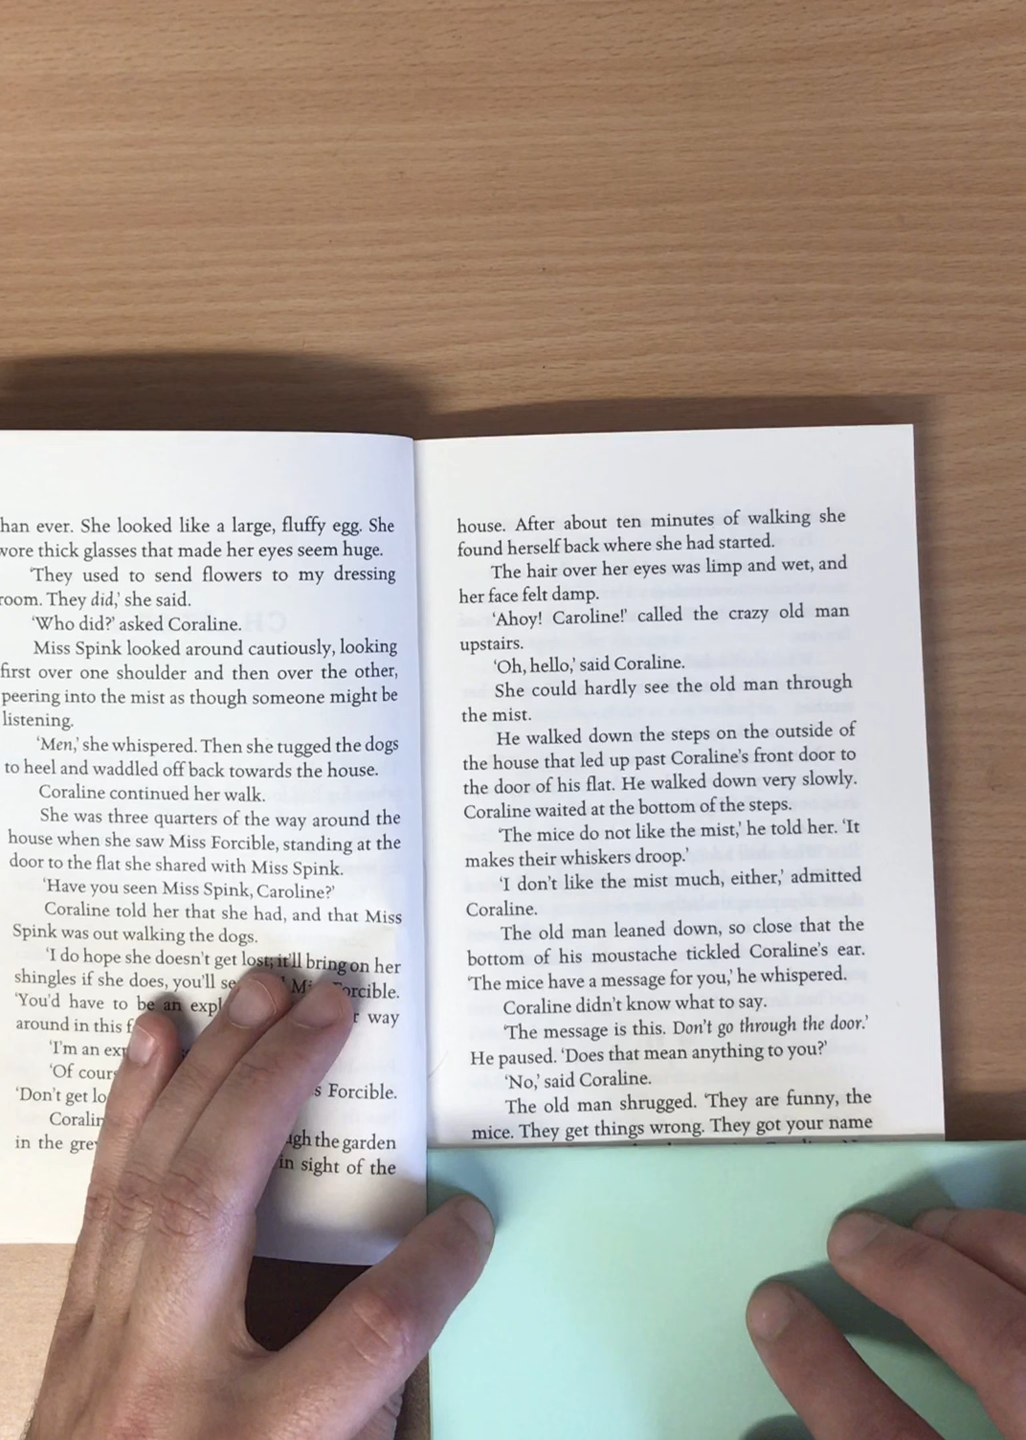 han ever. She looked like a large, fluffy egg. She
wore thick glasses that made her eyes seem huge.
'They used to send flowers to my dressing
room. They did,' she said.
'Who did?' asked Coraline.
Miss Spink looked around cautiously, looking
first over one shoulder and then over the other,
peering into the mist as though someone might be
listening.
'Men,' she whispered. Then she tugged the dogs
to heel and waddled off back towards the house.
Coraline continued her walk.
She was three quarters of the way around the
house when she saw Miss Forcible, standing at the
door to the flat she shared with Miss Spink.
'Have you seen Miss Spink, Caroline?'
Coraline told her that she had, and that Miss
Spink was out walking the dogs.
'I do hope she doesn't get lost; it'll bring on her
shingles if she does, you'll Forcible.
'You'd have to be an way
around in this
'I'm an
'Of
'Don't get Forcible.
in the the garden
in sight of the
house. After about ten minutes of walking she
found herself back where she had started.
The hair over her eyes was limp and wet, and
her face felt damp.
'Ahoy! Caroline!' called the crazy old man
upstairs.
'Oh, hello,' said Coraline.
She could hardly see the old man through
the mist.
He walked down the steps on the outside of
the house that led up past Coraline's front door to
the door of his flat. He walked down very slowly.
Coraline waited at the bottom of the steps.
'The mice do not like the mist,' he told her. 'It
makes their whiskers droop.'
'I don't like the mist much, either,' admitted
Coraline.
The old man leaned down, so close that the
bottom of his moustache tickled Coraline's ear.
'The mice have a message for you,' he whispered.
Coraline didn't know what to say.
'The message is this. Don't go through the door.'
He paused. 'Does that mean anything to you?'
'No,' said Coraline.
The old man shrugged. 'They are funny, the
mice. They get things wrong. They got your name